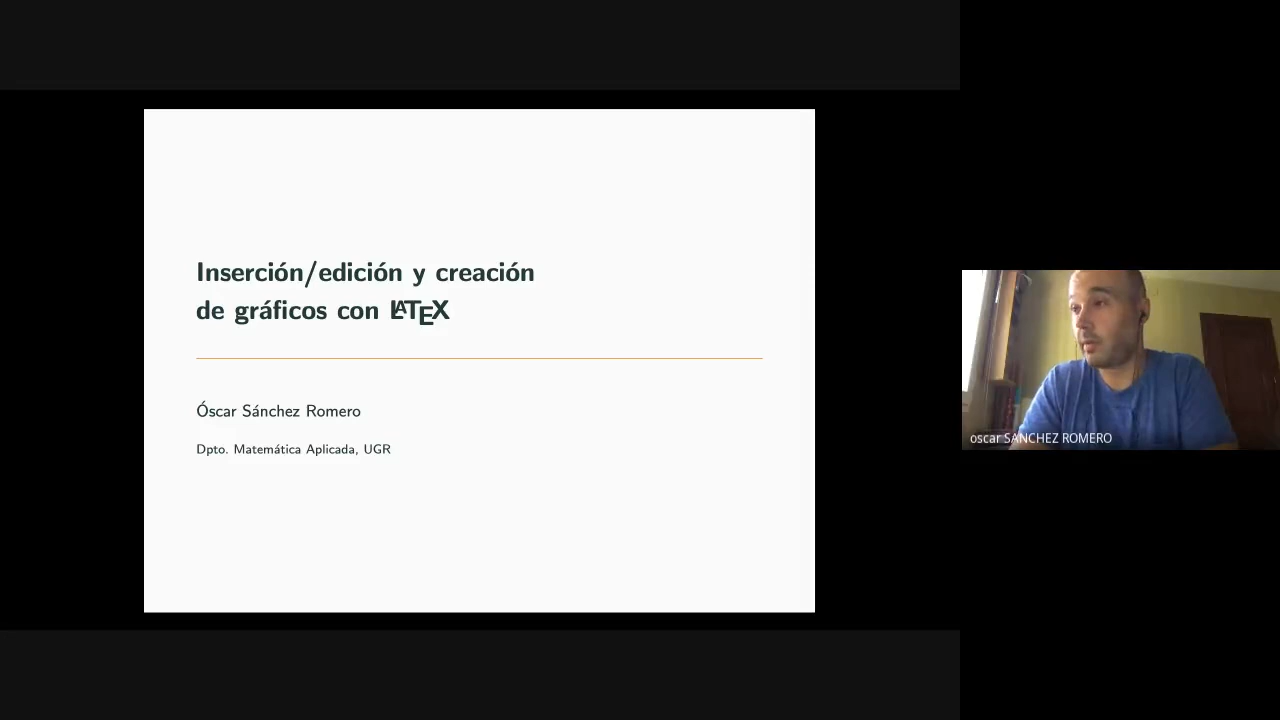 Inserción/edición y creación
de gráficos con LATEX
Óscar Sánchez Romero
Dpto. Matemática Aplicada, UGR
oscar SANCHEZ ROMERO